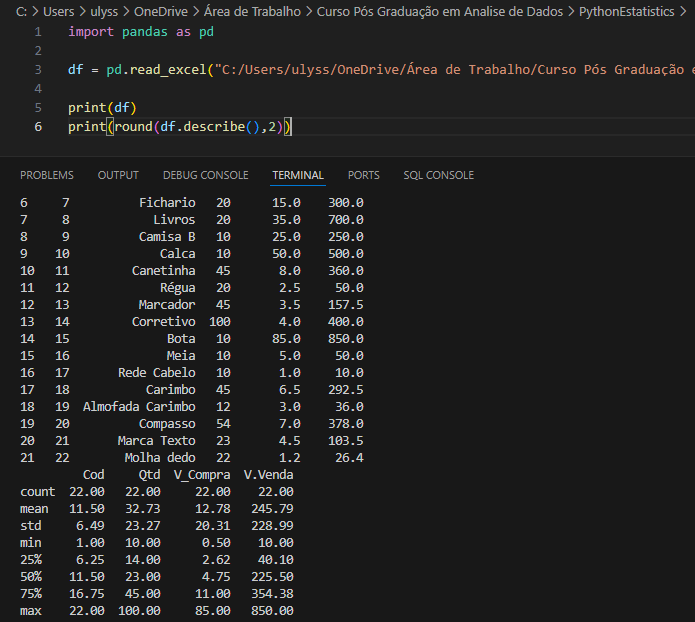 C: > Users > ulyss > OneDrive > Área de Trabalho > Curso Pós Graduação em Analise de Dados > PythonEstatistics >
1 import pandas as pd
2
3 df = pd.read_excel("C:/Users/ulyss/OneDrive/Área de Trabalho/Curso Pós Graduação e
4
5 print(df)
6 print(round(df.describe(),2))
PROBLEMS OUTPUT DEBUG CONSOLE TERMINAL PORTS SQL CONSOLE
6 7 Fichario 20 15.0 300.0
7 8 Livros 20 35.0 700.0
8 9 Camisa B 10 25.0 250.0
9 10 Calca 10 50.0 500.0
10 11 Canetinha 45 8.0 360.0
11 12 Régua 20 2.5 50.0
12 13 Marcador 45 3.5 157.5
13 14 Corretivo 100 4.0 400.0
14 15 Bota 10 85.0 850.0
15 16 Meia 10 5.0 50.0
16 17 Rede Cabelo 10 1.0 10.0
17 18 Carimbo 45 6.5 292.5
18 19 Almofada Carimbo 12 3.0 36.0
19 20 Compasso 54 7.0 378.0
20 21 Marca Texto 23 4.5 103.5
21 22 Molha dedo 22 1.2 26.4
Cod Qtd V_Compra V.Venda
count 22.00 22.00 22.00 22.00
mean 11.50 32.73 12.78 245.79
std 6.49 23.27 20.31 228.99
min 1.00 10.00 0.50 10.00
25% 6.25 14.00 2.62 40.10
50% 11.50 23.00 4.75 225.50
75% 16.75 45.00 11.00 354.38
max 22.00 100.00 85.00 850.00